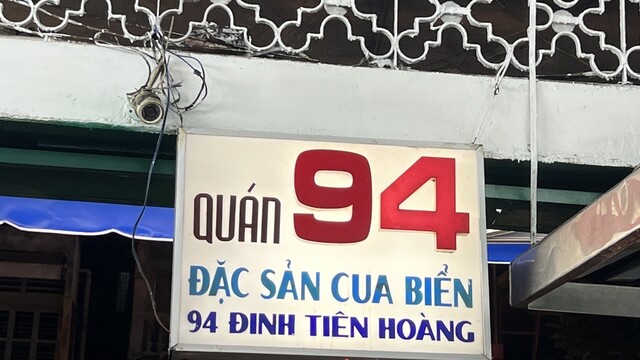 QUÁN 94
ĐẶC SẢN CUA BIỂN
94 ĐINH TIÊN HOÀNG